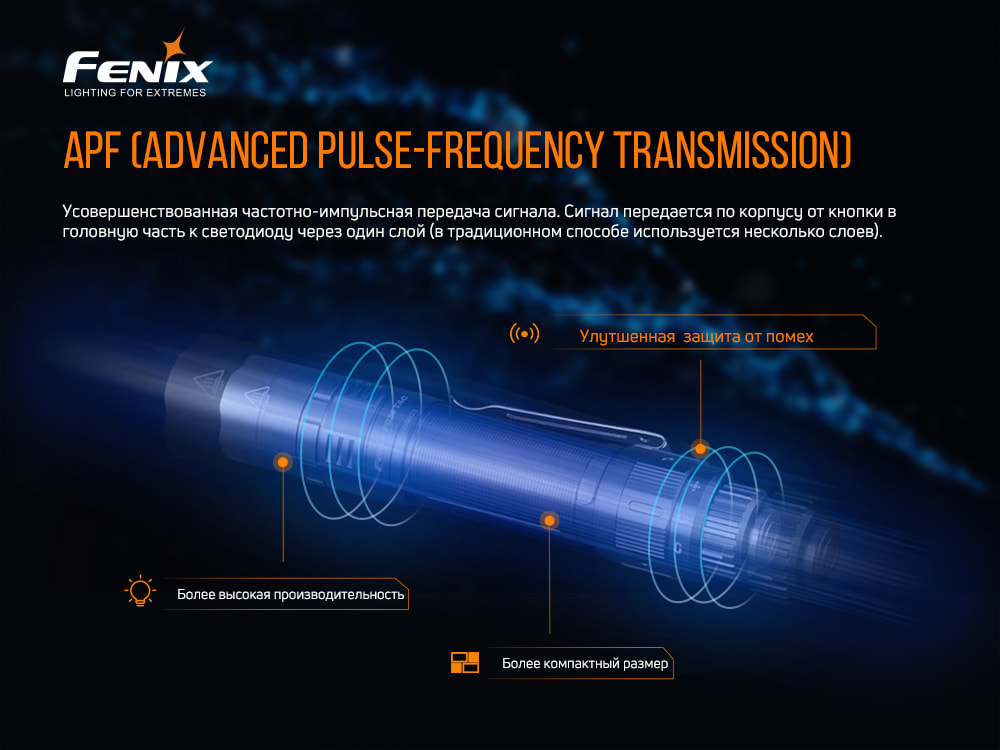 FENIX
LIGHTING FOR EXTREMES
APF (ADVANCED PULSE-FREQUENCY TRANSMISSION)
Усовершенствованная частотно-импульсная передача сигнала. Сигнал передается по корпусу от кнопки в
головную часть к светодиоду через один слой (в традиционном способе используется несколько слоев).
Улутшенная защита от помех
Более высокая производительность
Более компактный размер